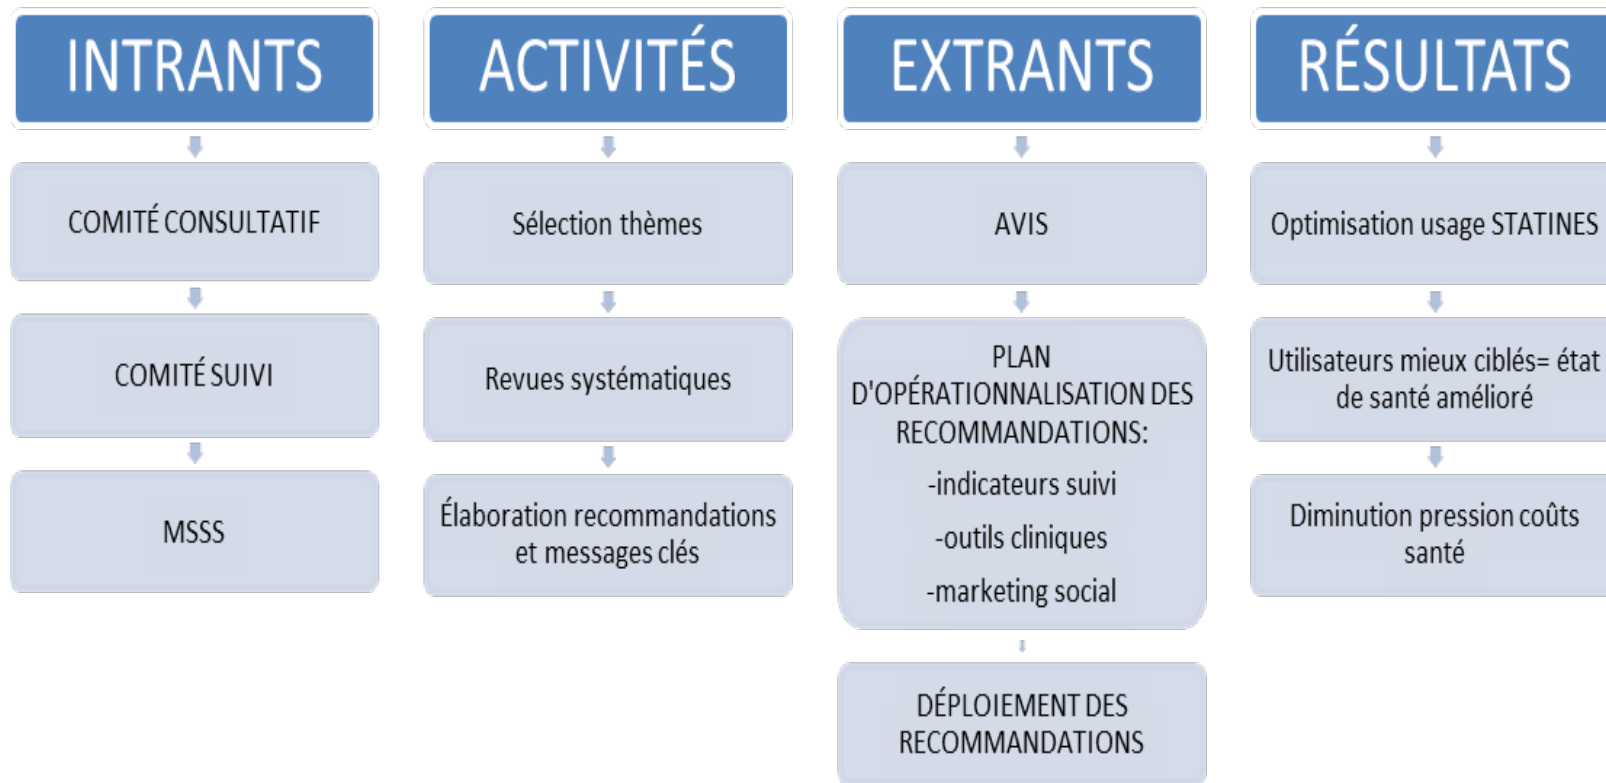 INTRANTS
COMITÉ CONSULTATIF
COMITÉ SUIVI
MSSS
ACTIVITÉS
Sélection thèmes
Revues systématiques
Élaboration recommandations
et messages clés
EXTRANTS
AVIS
PLAN
D'OPÉRATIONNALISATION DES
RECOMMANDATIONS:
-indicateurs suivi
-outils cliniques
-marketing social
DÉPLOIEMENT DES
RECOMMANDATIONS
RÉSULTATS
Optimisation usage STATINES
Utilisateurs mieux ciblés= état
de santé amélioré
Diminution pression coûts
santé